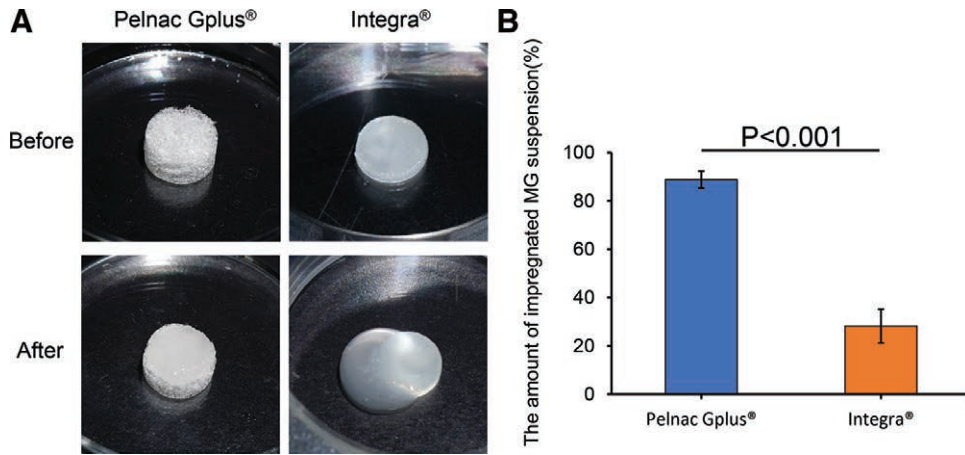 A
Pelnac Gplus® Integra®
Before
After
B
The amount of impregnated MG suspension(%)
P<0.001
100
80
60
40
20
0
Pelnac Gplus® Integra®